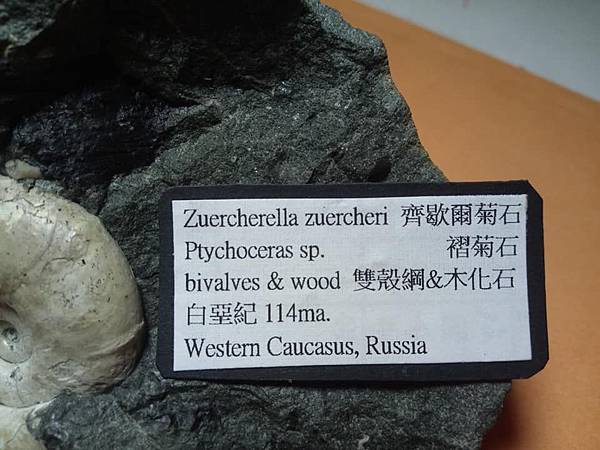 Zuercherella zuercheri 齊歇爾菊石
Ptychoceras sp. 褶菊石
bivalves & wood 雙殼綱&木化石
白堊紀 114ma.
Western Caucasus, Russia